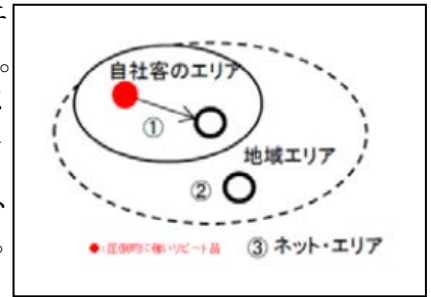 自社客のエリア
①
地域エリア
②
●:圧倒的に強いリピート品
③ ネット・エリア